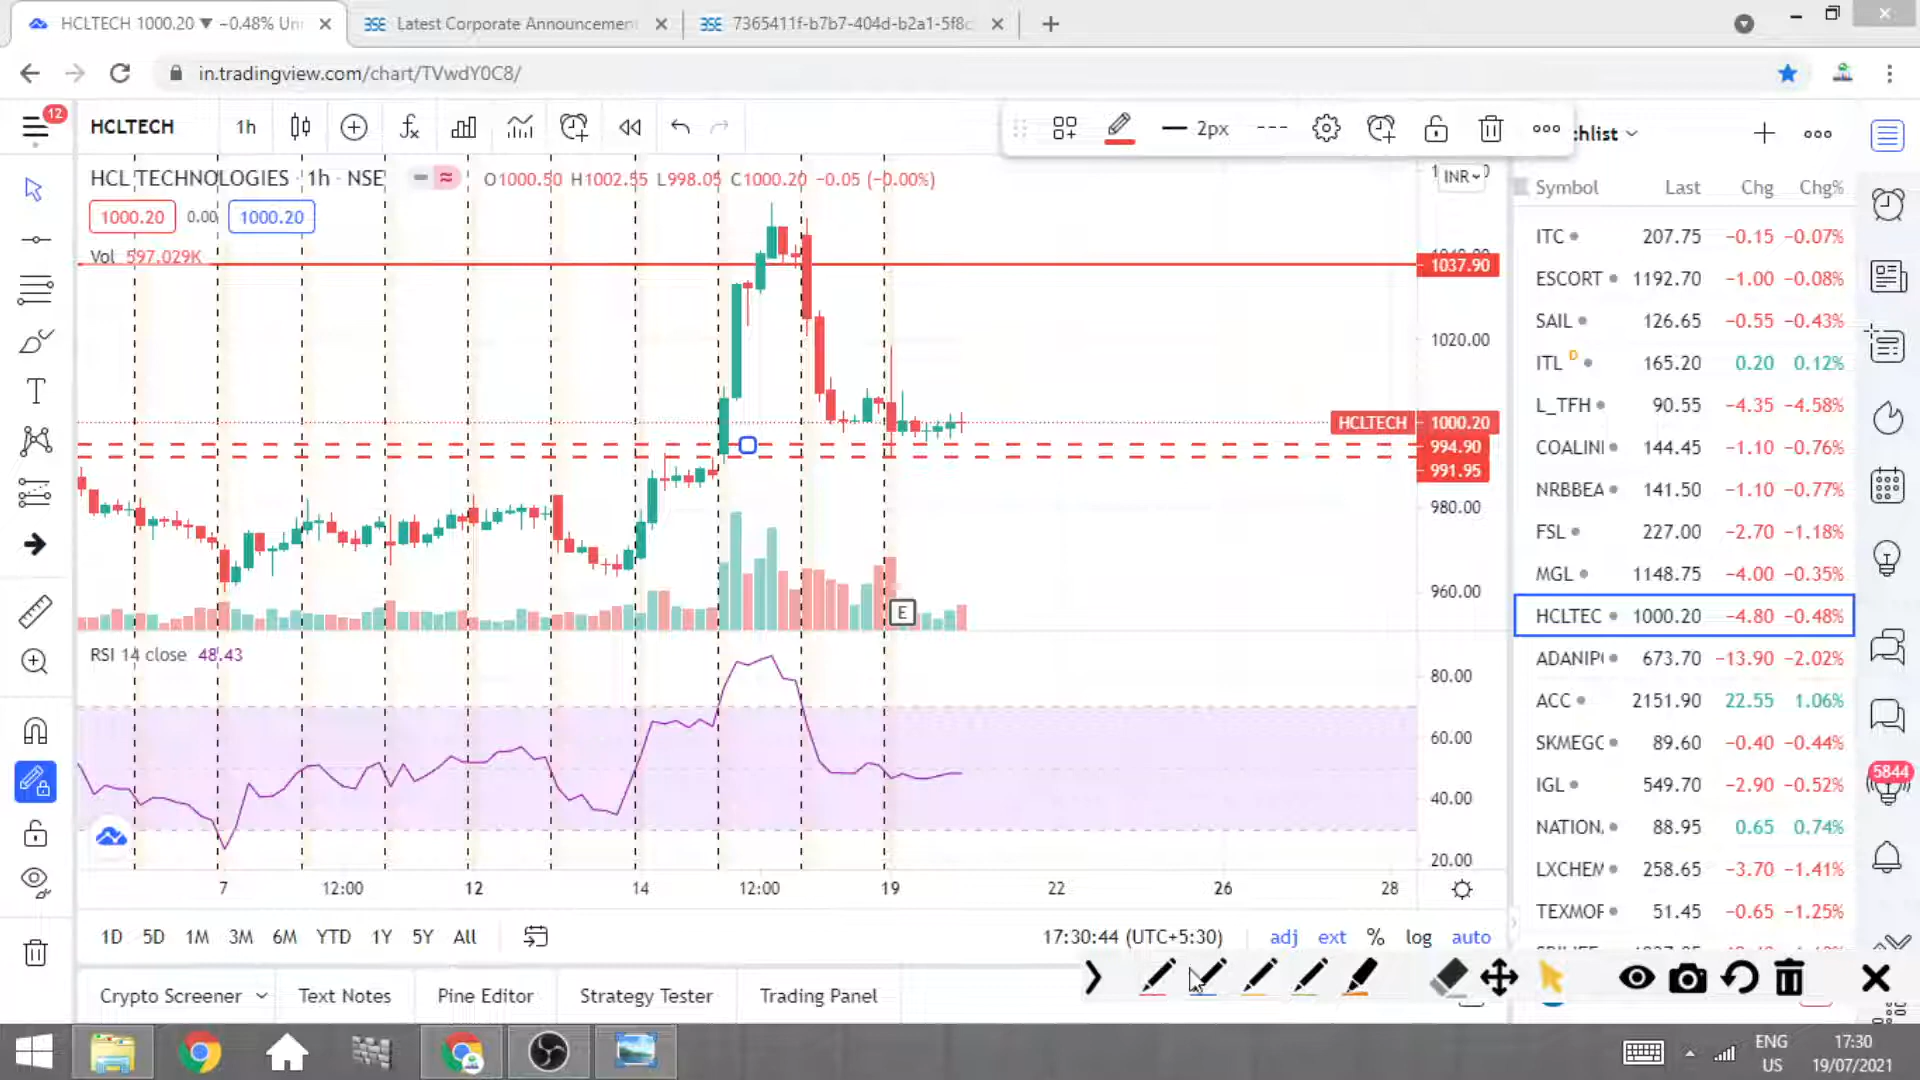 HCLTECH 1000.20 ▼ −0.48% Un
Latest Corporate Announcemen
7365411f-b7b7-404d-b2a1-5f8c
in.tradingview.com/chart/TVwdY0C8/
12
HCLTECH 1h
2px
chlist
HCL TECHNOLOGIES · 1h · NSE
O1000.50 H1002.55 L998.05 C1000.20 −0.05 (−0.00%)
INR
1000.20 0.00 1000.20
Vol 597.029K
1037.90
1020.00
HCLTECH 1000.20
994.90
991.95
980.00
960.00
E
RSI 14 close 48.43
80.00
60.00
40.00
20.00
7 12:00 12 14 12:00 19 22 26 28
1D 5D 1M 3M 6M YTD 1Y 5Y All
17:30:44 (UTC+5:30) adj ext % log auto
Crypto Screener Text Notes Pine Editor Strategy Tester Trading Panel
Symbol Last Chg Chg%
ITC 207.75 −0.15 −0.07%
ESCORT 1192.70 −1.00 −0.08%
SAIL 126.65 −0.55 −0.43%
ITL D 165.20 0.20 0.12%
L_TFH 90.55 −4.35 −4.58%
COALINI 144.45 −1.10 −0.76%
NRBBEA 141.50 −1.10 −0.77%
FSL 227.00 −2.70 −1.18%
MGL 1148.75 −4.00 −0.35%
HCLTEC 1000.20 −4.80 −0.48%
ADANIP 673.70 −13.90 −2.02%
ACC 2151.90 22.55 1.06%
SKMEGC 89.60 −0.40 −0.44%
IGL 549.70 −2.90 −0.52%
NATION. 88.95 0.65 0.74%
LXCHEM 258.65 −3.70 −1.41%
TEXMOF 51.45 −0.65 −1.25%
5844
ENG
US
17:30
19/07/2021